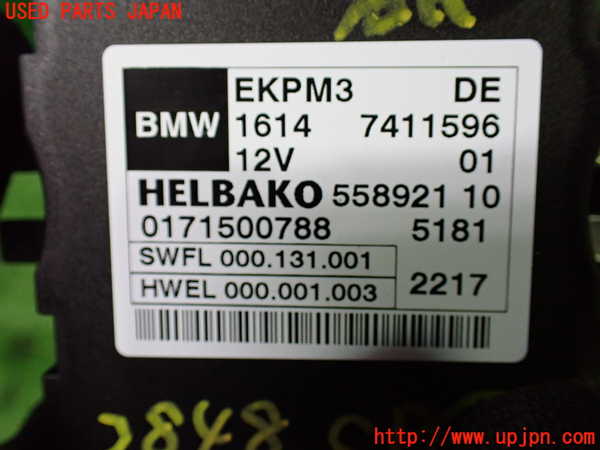 USED PARTS JAPAN
BMW
EKPM3 DE
1614 7411596
12V 01
HELBAKO 558921 10
0171500788 5181
SWFL 000.131.001
HWEL 000.001.003 2217
2848
http://www.upjpn.com/